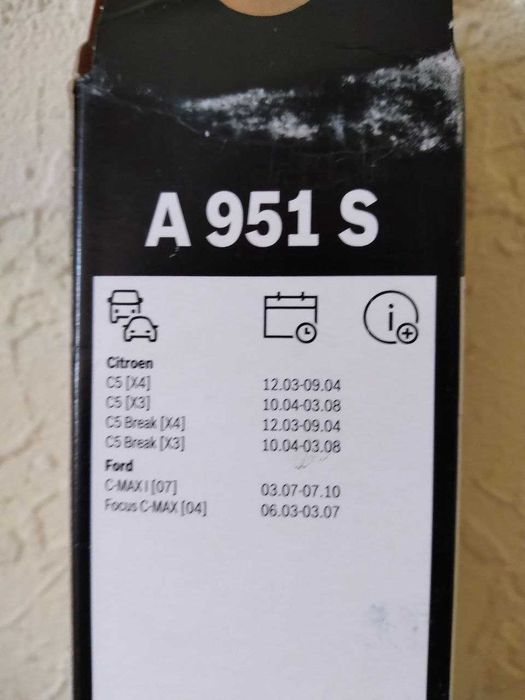 A 951 S
Citroen
C5 [X4] 12.03-09.04
C5 [X3] 10.04-03.08
C5 Break [X4] 12.03-09.04
C5 Break [X3] 10.04-03.08
Ford
C-MAX I [07] 03.07-07.10
Focus C-MAX [04] 06.03-03.07